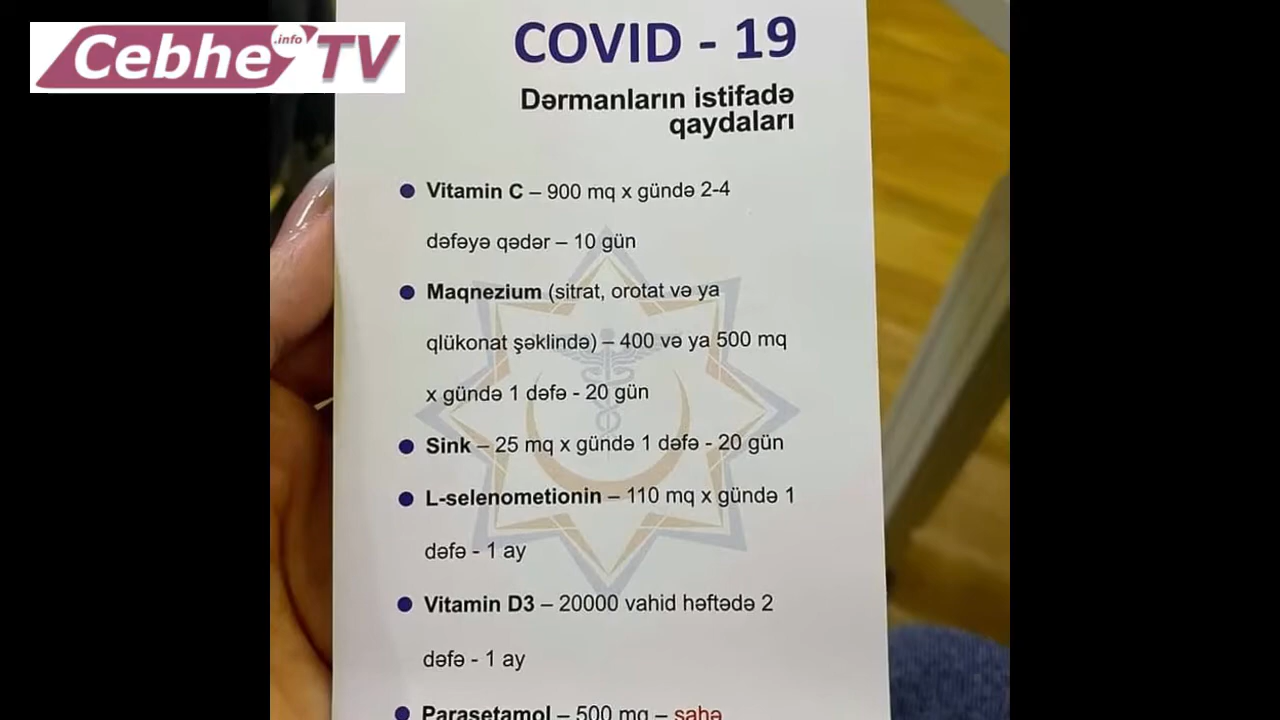 Cebhe.info TV
COVID - 19
Dərmanların istifadə
qaydaları
Vitamin C – 900 mq x gündə 2-4
dəfəyə qədər – 10 gün
Maqnezium (sitrat, orotat və ya
qlükonat şəklində) – 400 və ya 500 mq
x gündə 1 dəfə - 20 gün
Sink – 25 mq x gündə 1 dəfə - 20 gün
L-selenometionin – 110 mq x gündə 1
dəfə - 1 ay
Vitamin D3 – 20000 vahid həftədə 2
dəfə - 1 ay
Parasetamol – 500 mq – səhə